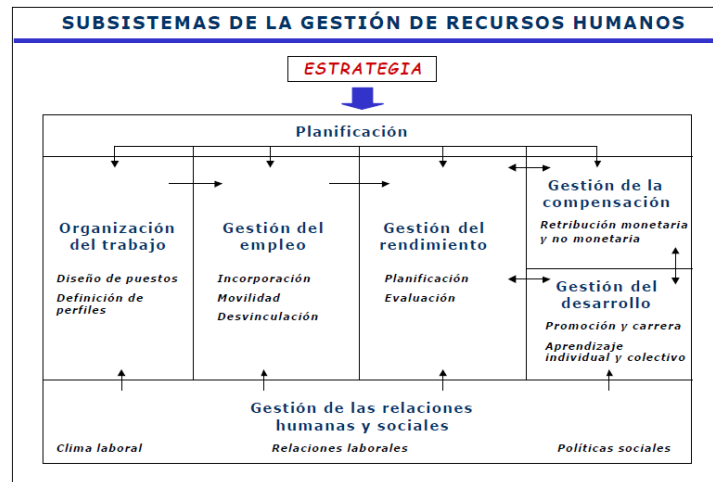 SUBSISTEMAS DE LA GESTIÓN DE RECURSOS HUMANOS
ESTRATEGIA
Planificación
Organización
del trabajo
Diseño de puestos
Definición de
perfiles
Gestión del
empleo
Incorporación
Movilidad
Desvinculación
Gestión del
rendimiento
Planificación
Evaluación
Gestión de la
compensación
Retribución monetaria
y no monetaria
Gestión del
desarrollo
Promoción y carrera
Aprendizaje
individual y colectivo
Gestión de las relaciones
humanas y sociales
Clima laboral
Relaciones laborales
Políticas sociales